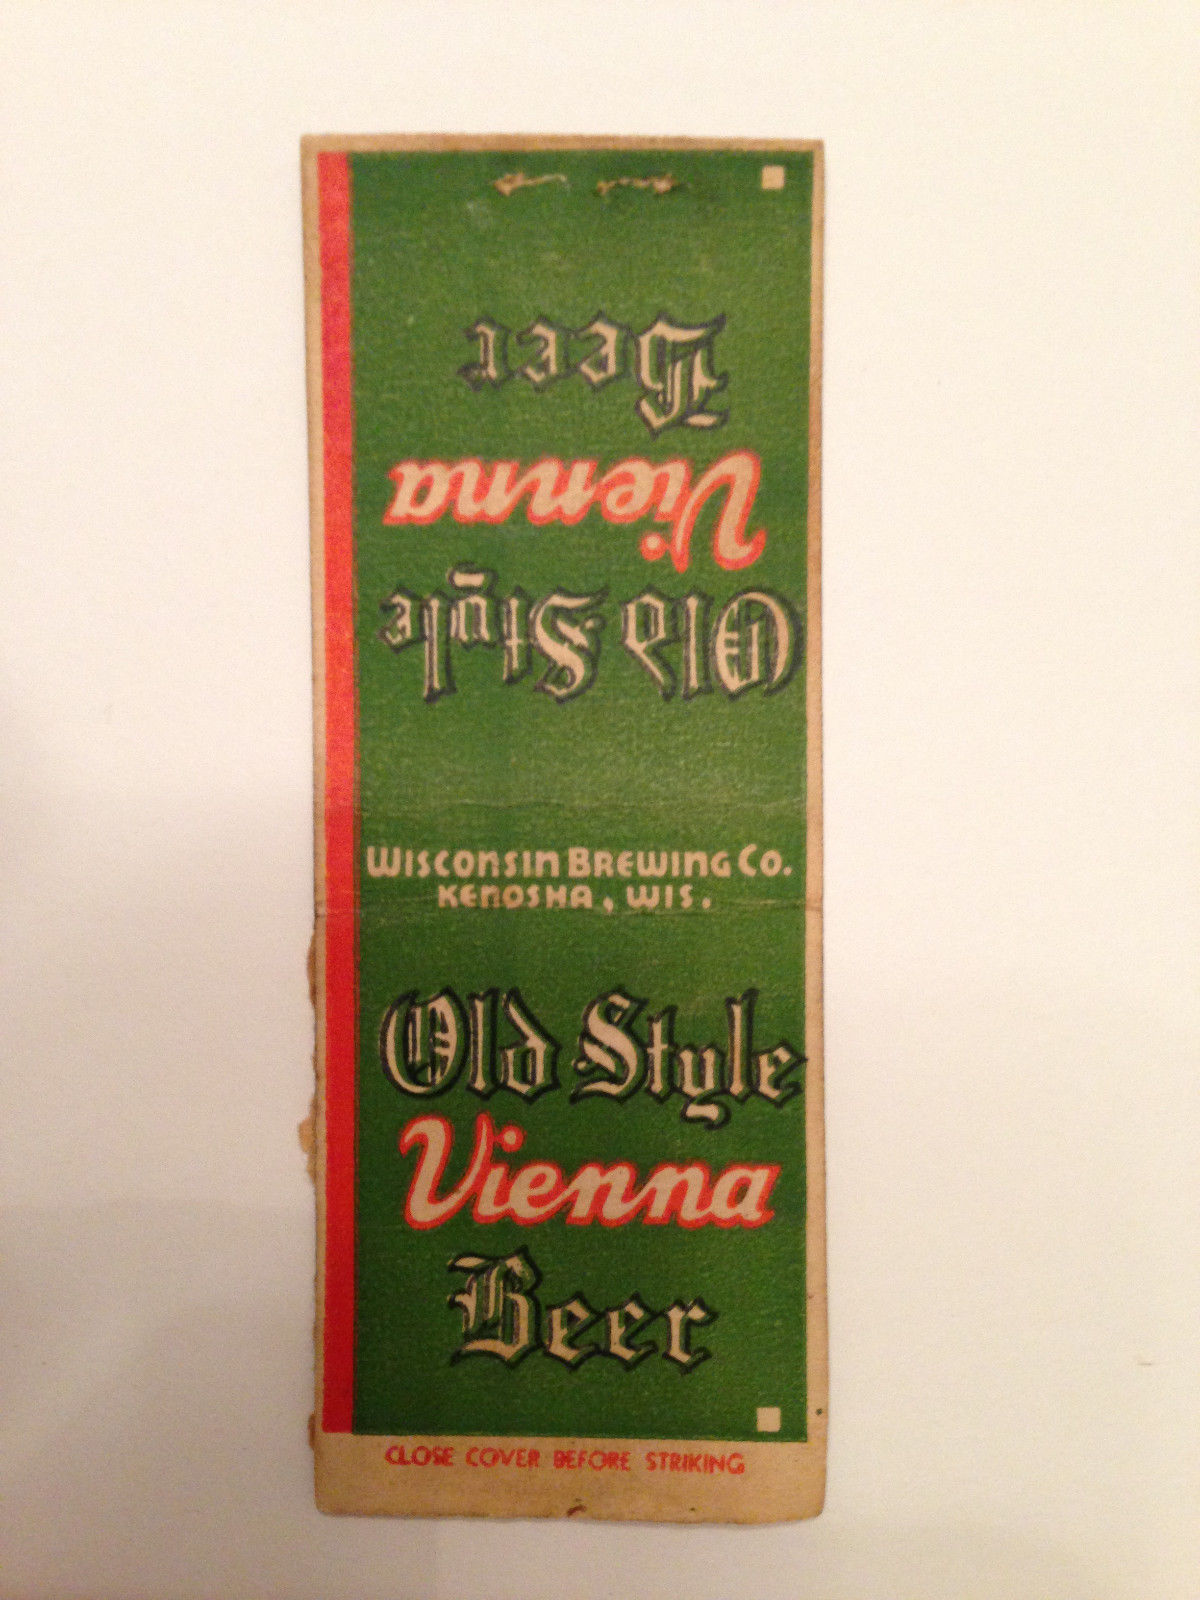 Beer
Vienna
Old Style
WISCONSIN BREWING CO.
KENOSHA, WIS.
Old Style
Vienna
Beer
CLOSE COVER BEFORE STRIKING